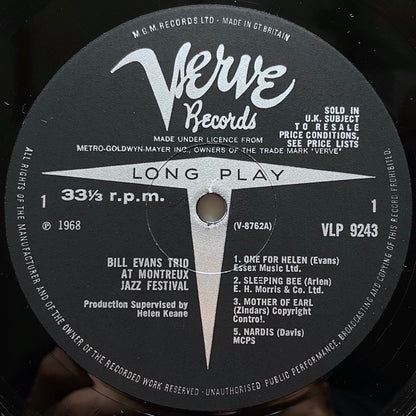 M.G.M. RECORDS LTD · MADE IN GT. BRITAIN
Verve
Records
MADE UNDER LICENCE FROM
METRO-GOLDWYN-MAYER INC., OWNERS OF THE TRADE MARK "VERVE"
SOLD IN
U.K. SUBJECT
TO RESALE
PRICE CONDITIONS,
SEE PRICE LISTS
LONG PLAY
1
33⅓ r.p.m.
1
℗ 1968
(V-8762A)
VLP 9243
BILL EVANS TRIO
AT MONTREUX
JAZZ FESTIVAL
Production Supervised by
Helen Keane
1. ONE FOR HELEN (Evans)
Essex Music Ltd.
2. SLEEPING BEE (Arlen)
E. H. Morris & Co. Ltd.
3. MOTHER OF EARL
(Zindars) Copyright
Control.
5. NARDIS (Davis)
MCPS
ALL RIGHTS OF THE MANUFACTURER AND OF THE OWNER OF THE RECORDED WORK RESERVED · UNAUTHORISED PUBLIC PERFORMANCE, BROADCASTING AND COPYING OF THIS RECORD PROHIBITED.